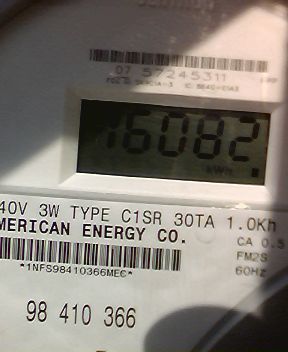 07 57245311
16082
kWh
40V 3W TYPE C1SR 30TA 1.0Kh
MERICAN ENERGY CO.
CA 0.5
FM2S
*1NFS98410366MEC*
60Hz
98 410 366